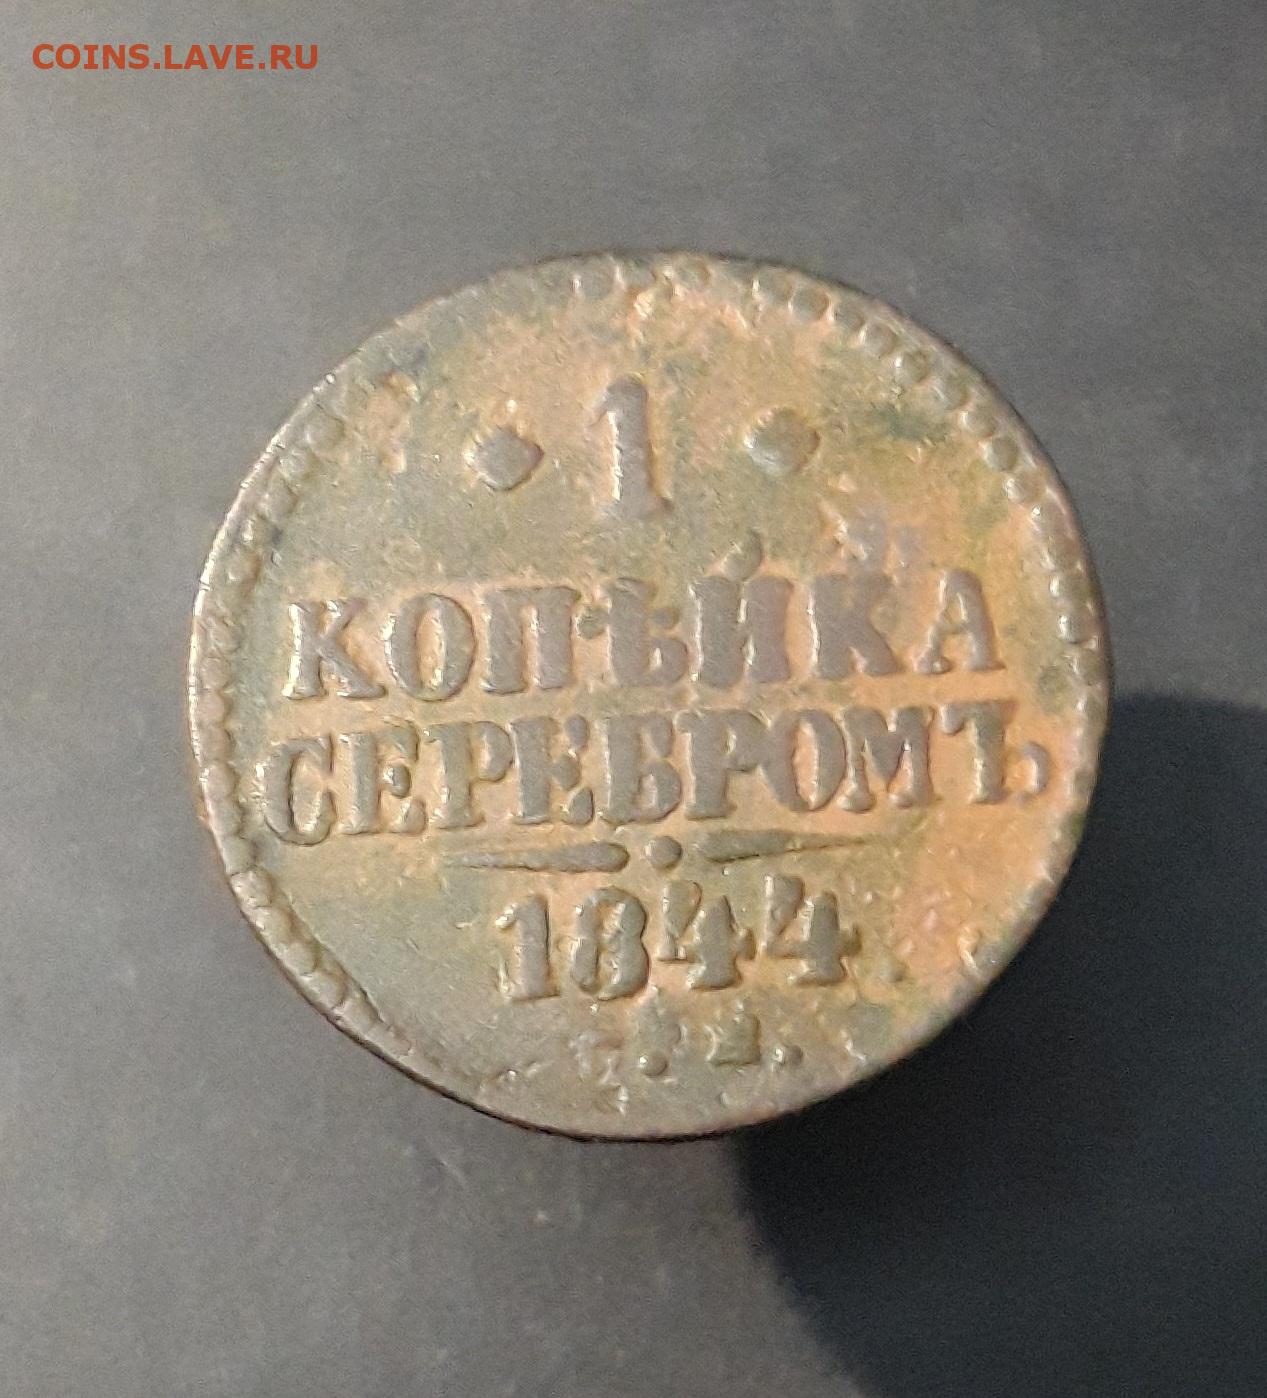 COINS.LAVE.RU
1
КОПѢЙКА
СЕРЕБРОМЪ
1844